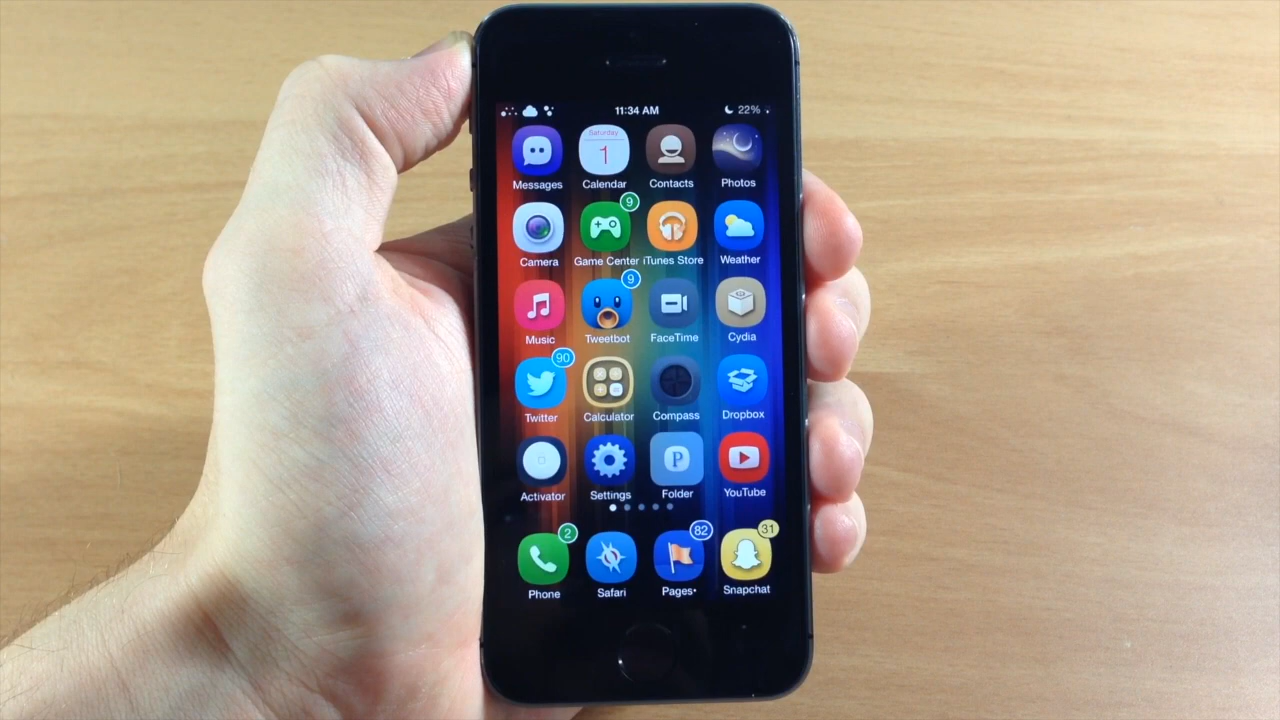 11:34 AM
22%
Saturday
1
Messages
Calendar
Contacts
Photos
9
Camera
Game Center
iTunes Store
Weather
9
Music
Tweetbot
FaceTime
Cydia
90
Twitter
Calculator
Compass
Dropbox
P
Activator
Settings
Folder
YouTube
2
82
31
Phone
Safari
Pages•
Snapchat